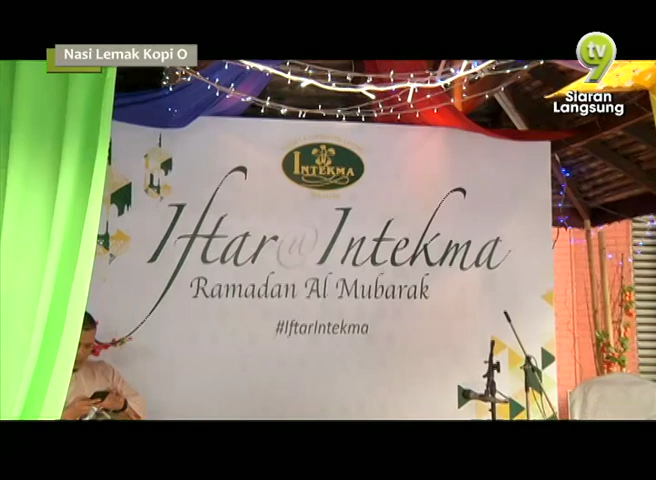 Nasi Lemak Kopi O
tv9
Siaran
Langsung
INTEKMA
Iftar@Intekma
Ramadan Al Mubarak
#IftarIntekma